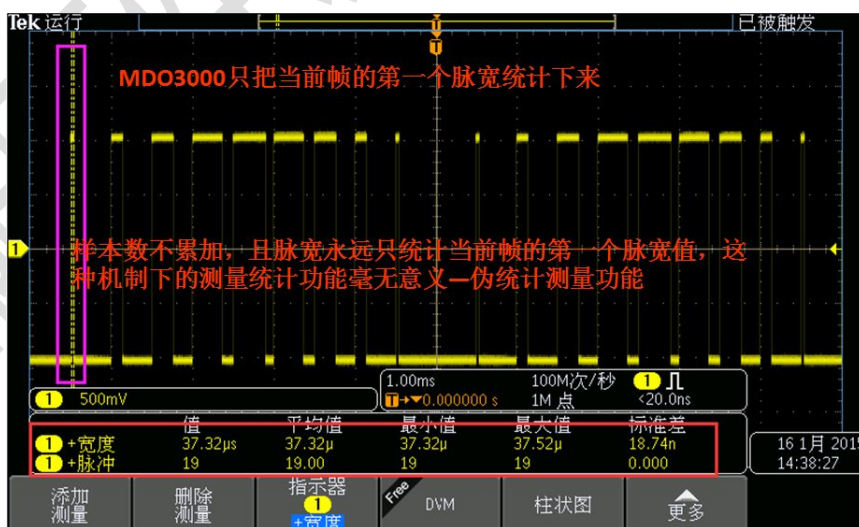 Tek 运行
已被触发
T
T
MDO3000只把当前帧的第一个脉宽统计下来
1
样本数不累加，且脉宽永远只统计当前帧的第一个脉宽值，这
种机制下的测量统计功能毫无意义—伪统计测量功能
1 500mV
1.00ms 100M次/秒 1
T→▼0.000000 s 1M 点 <20.0ns
值 平均值 最小值 最大值 标准差
1 +宽度 37.32µs 37.32µ 37.32µ 37.52µ 18.74n
1 +脉冲 19 19.00 19 19 0.000
16 1月 2015
14:38:27
添加
测量
删除
测量
指示器
1
+宽度
Free
DVM
柱状图
更多